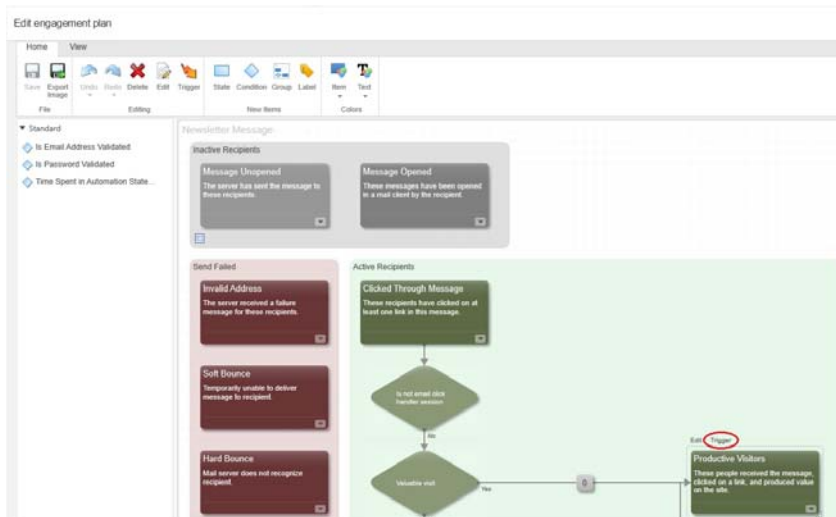 Edit engagement plan
Home View
Save Export Image Undo Redo Delete Edit Trigger State Condition Group Label Item Text
File Editing New Items Colors
Standard
Is Email Address Validated
Is Password Validated
Time Spent in Automation State...
Newsletter Message
Inactive Recipients
Message Unopened
The server has sent the message to
these recipients.
Message Opened
These messages have been opened
in a mail client by the recipient.
Send Failed
Invalid Address
The server received a failure
message for these recipients.
Soft Bounce
Temporarily unable to deliver
message to recipient
Hard Bounce
Mail server does not recognize
recipient.
Active Recipients
Clicked Through Message
These recipients have clicked on at
least one link in this message.
Is not email click
handler session
No
Valuable visit
Yes
0
Edit Trigger
Productive Visitors
These people received the message,
clicked on a link, and produced value
on the site.